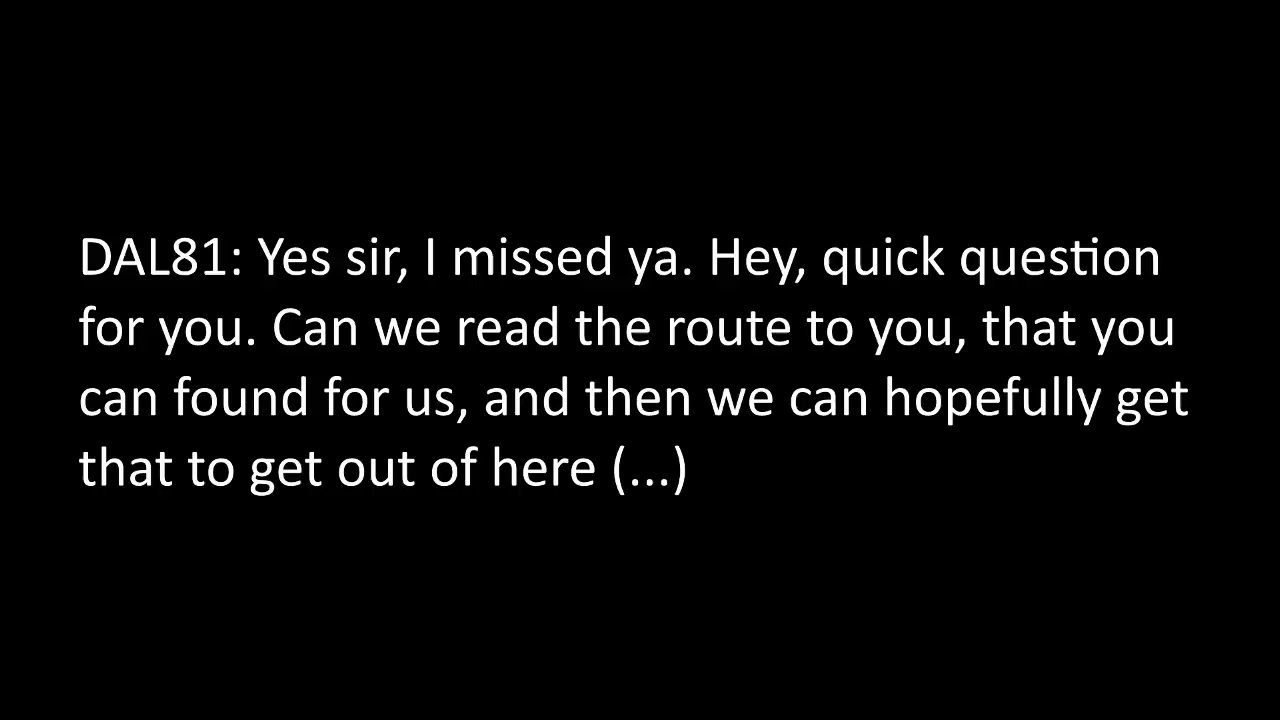 DAL81: Yes sir, I missed ya. Hey, quick question
for you. Can we read the route to you, that you
can found for us, and then we can hopefully get
that to get out of here (...)